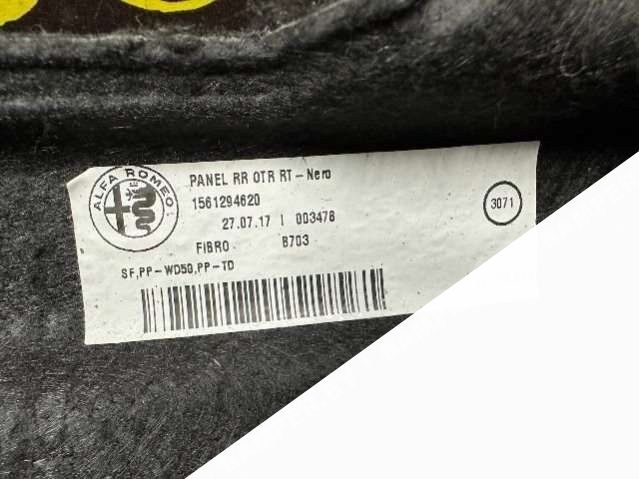 ALFA ROMEO
PANEL RR OTR RT-Nero
1561294620
27.07.17 | 003478
3071
FIBRO B703
SF,PP-WD50,PP-TD